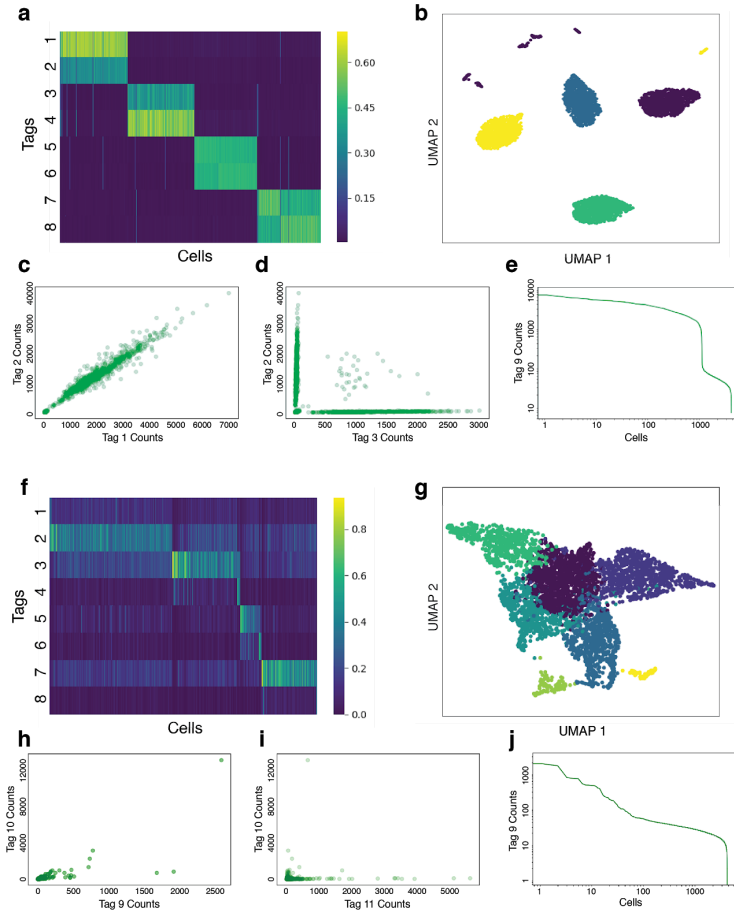 a
1
2
3
4
5
6
7
8
Tags
Cells
0.60
0.45
0.30
0.15
b
UMAP 2
UMAP 1
c
Tag 2 Counts
0 1000 2000 3000 40000
0 1000 2000 3000 4000 5000 6000 7000
Tag 1 Counts
d
Tag 2 Counts
0 1000 2000 3000 40000
0 500 1000 1500 2000 2500 3000
Tag 3 Counts
e
Tag 9 Counts
10 100 1000 10000
1 10 100 1000
Cells
f
1
2
3
4
5
6
7
8
Tags
Cells
0.8
0.6
0.4
0.2
0.0
g
UMAP 2
UMAP 1
h
Tag 10 Counts
0 4000 8000 12000
0 500 1000 1500 2000 2500
Tag 9 Counts
i
Tag 10 Counts
0 4000 8000 12000
0 1000 2000 3000 4000 5000
Tag 11 Counts
j
Tag 9 Counts
1 10 100 1000
1 10 100 1000
Cells